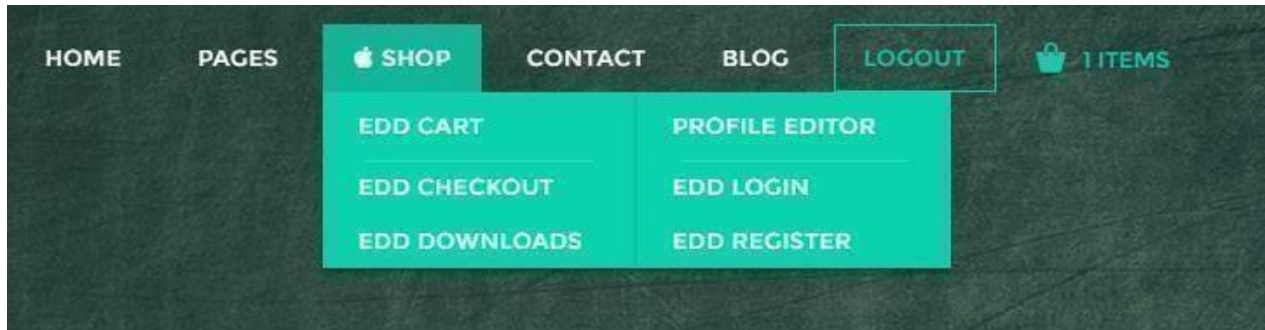 HOME PAGES SHOP CONTACT BLOG LOGOUT 1 ITEMS
EDD CART
EDD CHECKOUT
EDD DOWNLOADS
PROFILE EDITOR
EDD LOGIN
EDD REGISTER